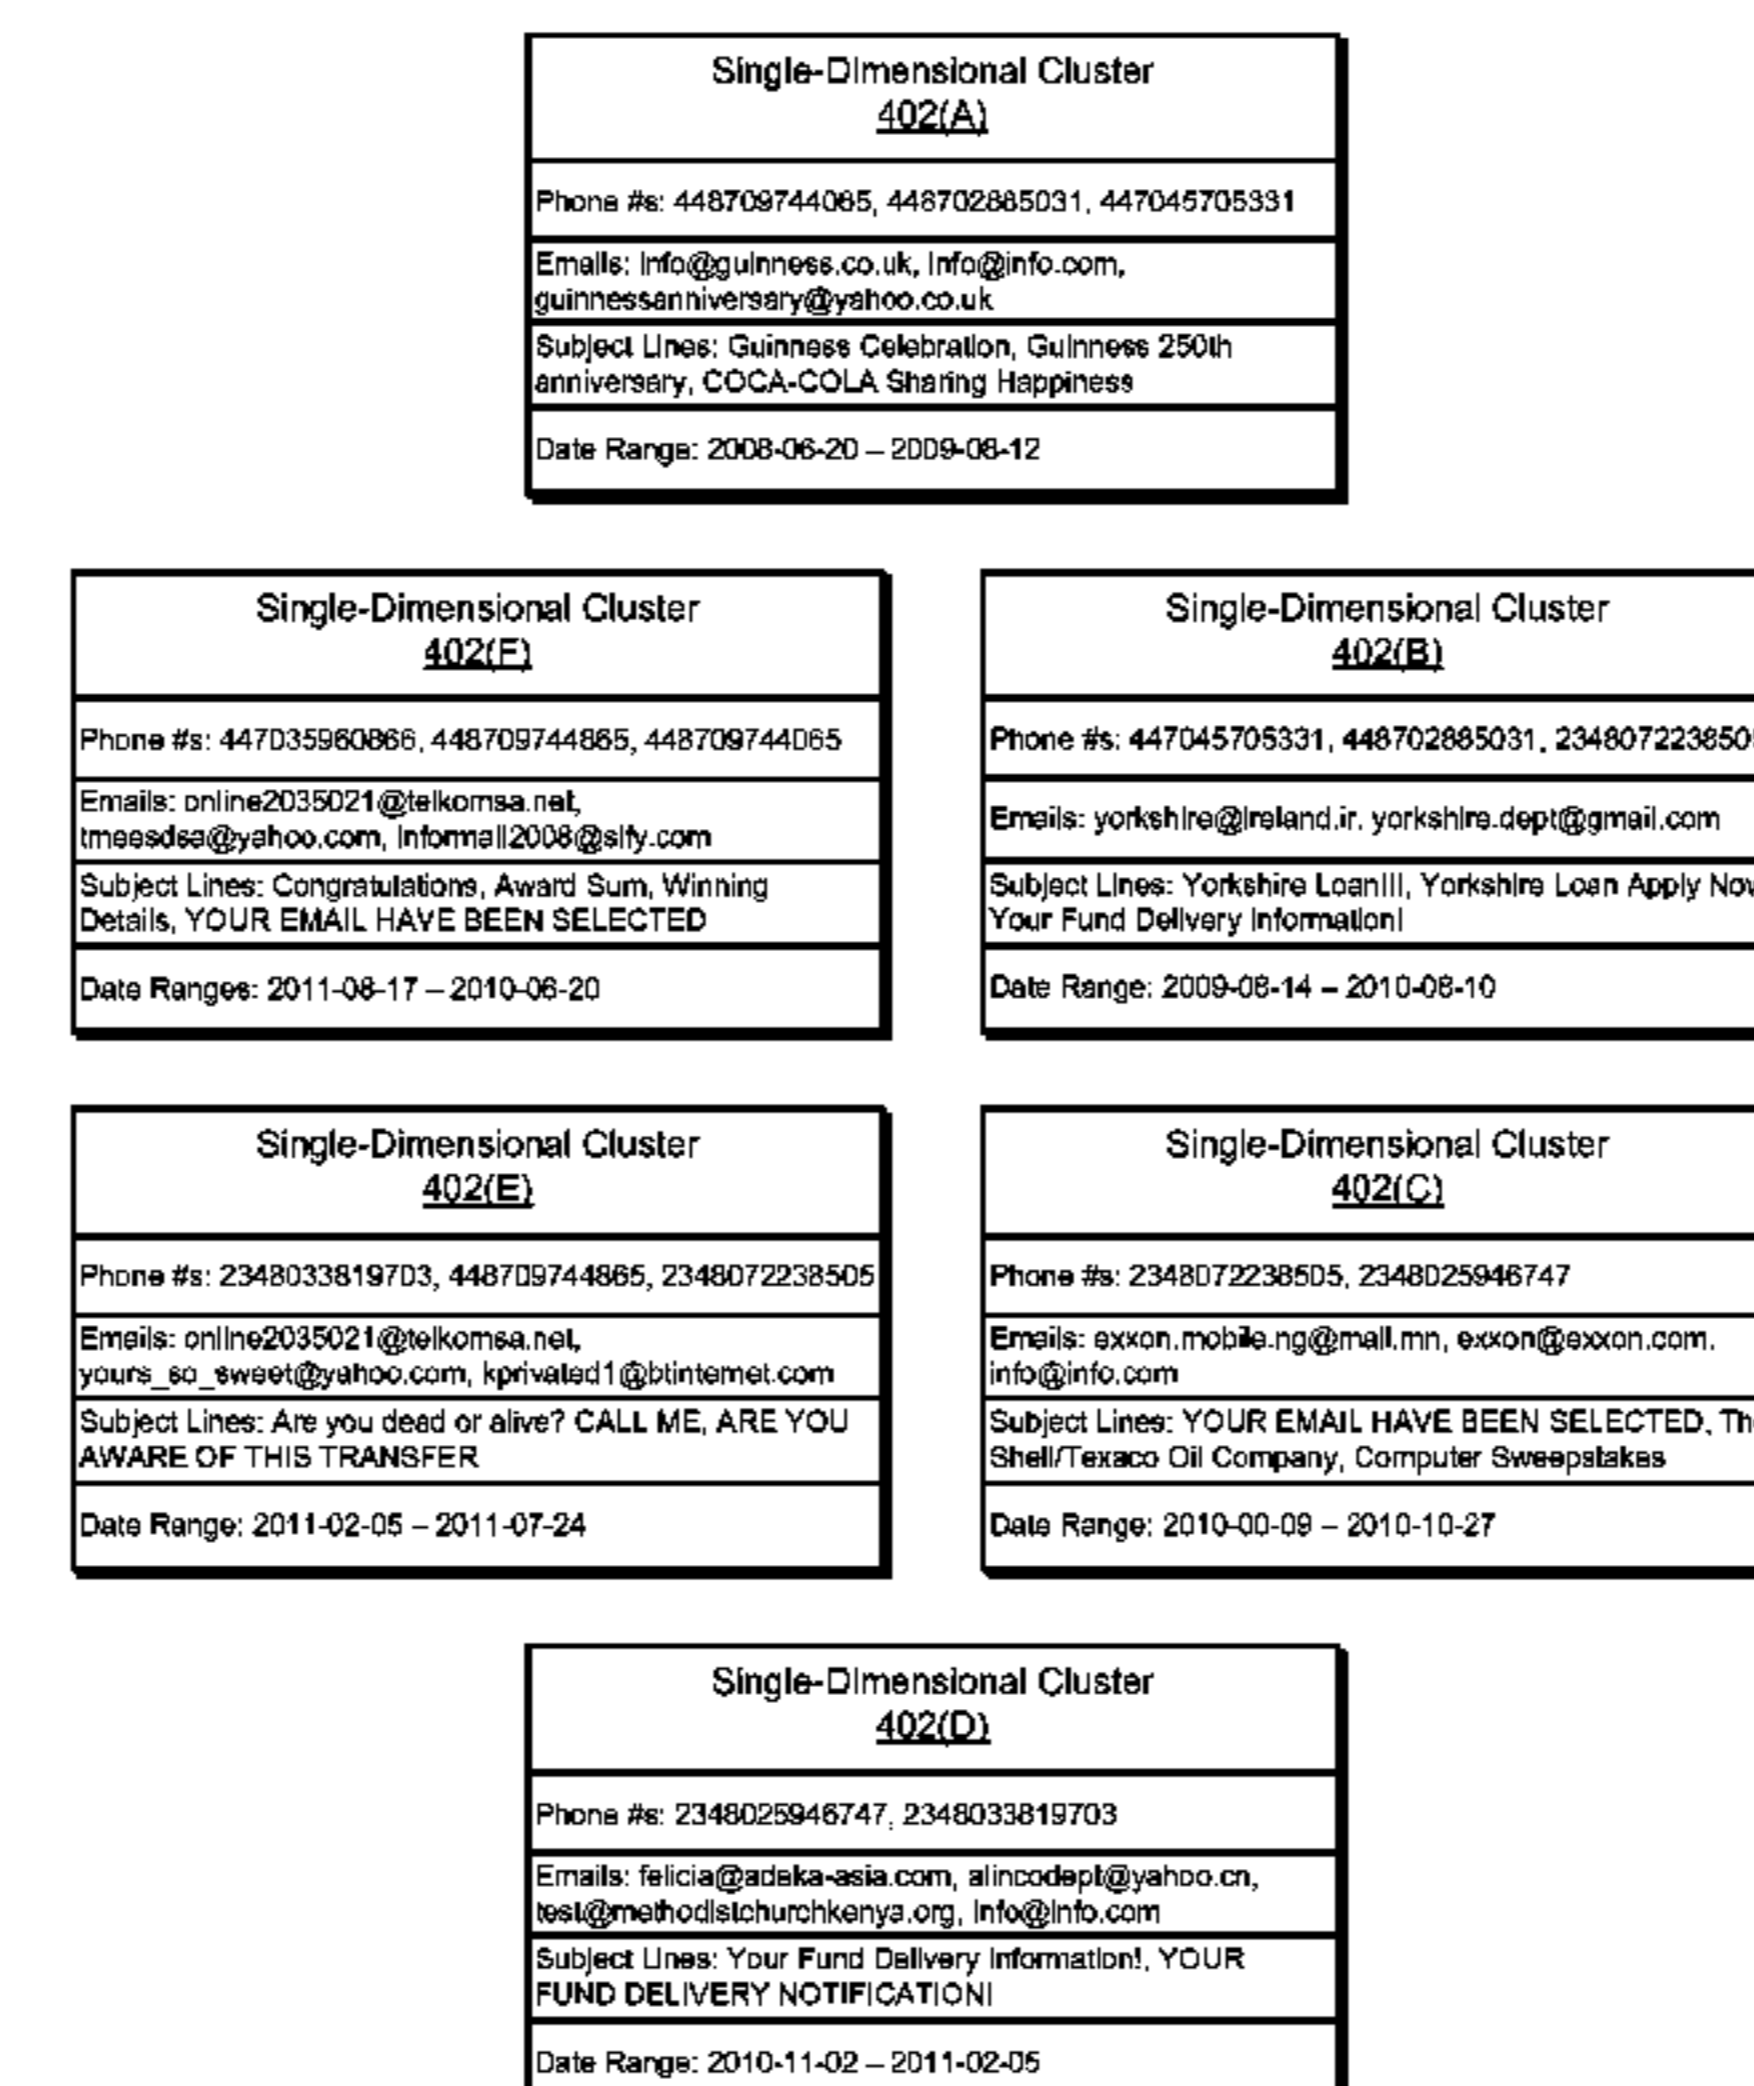 Single-Dimensional Cluster
402(A)
Phone #s: 448709744065, 448702885031, 447045705331
Emails: info@guinness.co.uk, info@info.com,
guinnessanniversary@yahoo.co.uk
Subject Lines: Guinness Celebration, Guinness 250th
anniversary, COCA-COLA Sharing Happiness
Date Range: 2008-06-20 – 2009-08-12
Single-Dimensional Cluster
402(F)
Phone #s: 447035960866, 448709744865, 448709744065
Emails: online2035021@telkomsa.net,
tmeesdsa@yahoo.com, informail2008@sify.com
Subject Lines: Congratulations, Award Sum, Winning
Details, YOUR EMAIL HAVE BEEN SELECTED
Date Ranges: 2011-08-17 – 2010-06-20
Single-Dimensional Cluster
402(B)
Phone #s: 447045705331, 448702885031,
Emails: yorkshire@ireland.ir, yorkshire.dept@gmail.com
Subject Lines: Yorkshire Loan!!!, Yorkshire Loan Apply
Your Fund Delivery Information!
Date Range: 2009-08-14 – 2010-08-10
Single-Dimensional Cluster
402(E)
Phone #s: 2348033819703, 448709744865, 2348072238505
Emails: online2035021@telkomsa.net,
yours_so_sweet@yahoo.com, kprivated1@btinternet.com
Subject Lines: Are you dead or alive? CALL ME, ARE YOU
AWARE OF THIS TRANSFER
Date Range: 2011-02-05 – 2011-07-24
Single-Dimensional Cluster
402(C)
Phone #s: 2348072238505, 2348025946747
Emails: exxon.mobile.ng@mail.mn, exxon@exxon.com,
info@info.com
Subject Lines: YOUR EMAIL HAVE BEEN SELECTED,
Shell/Texaco Oil Company, Computer Sweepstakes
Date Range: – 2010-10-27
Single-Dimensional Cluster
402(D)
Phone #s: 2348025946747, 2348033819703
Emails: felicia@adeka-asia.com, alincodept@yahoo.cn,
test@methodistchurchkenya.org, info@info.com
Subject Lines: Your Fund Delivery Information!, YOUR
FUND DELIVERY NOTIFICATION!
Date Range: 2010-11-02 – 2011-02-05